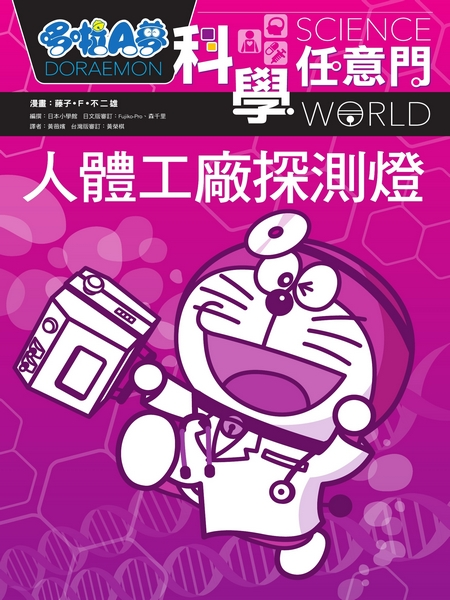 哆啦A夢
DORAEMON
科學
SCIENCE
任意門
WORLD
漫畫：藤子・F・不二雄
編撰：日本小學館 日文版審訂：Fujiko-Pro、森千里
譯者：黃薇嬪 台灣版審訂：黃榮棋
人體工廠探測燈